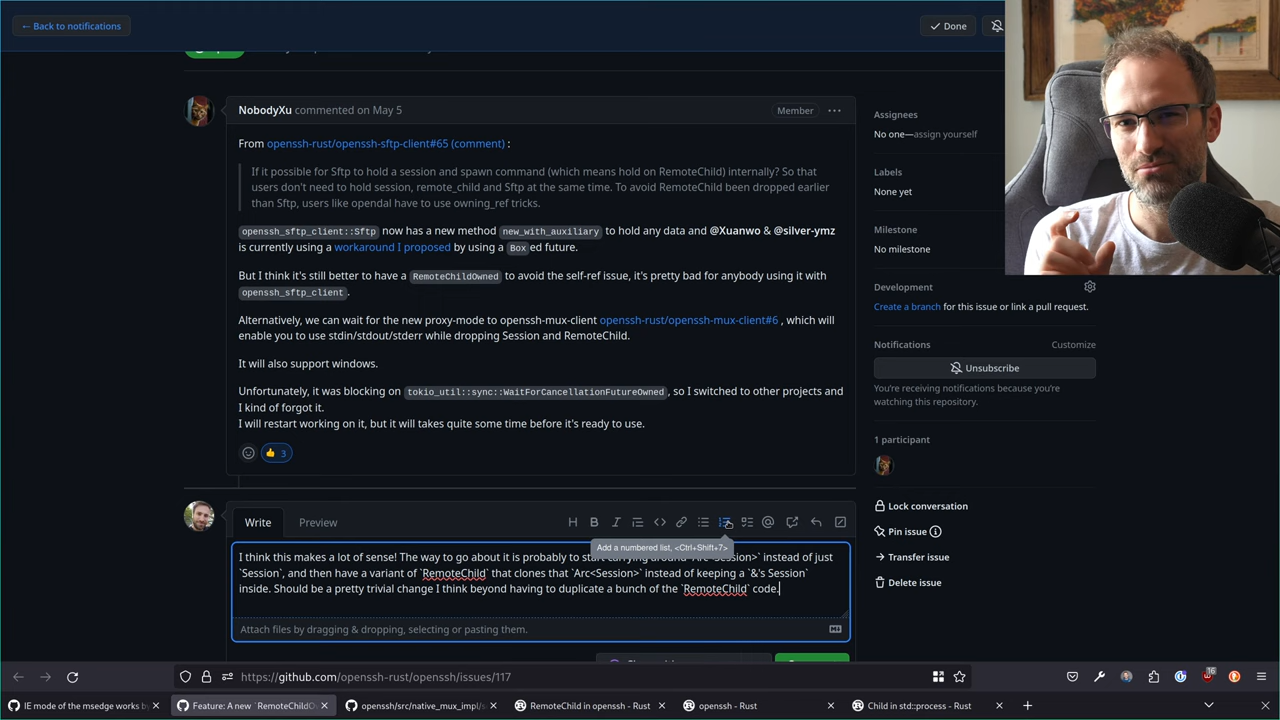 ← Back to notifications
Done
NobodyXu commented on May 5
Member
From openssh-rust/openssh-sftp-client#65 (comment) :
If it possible for Sftp to hold a session and spawn command (which means hold on RemoteChild) internally? So that
users don't need to hold session, remote_child and Sftp at the same time. To avoid RemoteChild been dropped earlier
than Sftp, users like opendal have to use owning_ref tricks.
openssh_sftp_client::Sftp now has a new method new_with_auxiliary to hold any data and @Xuanwo & @silver-ymz
is currently using a workaround I proposed by using a Boxed future.
But I think it's still better to have a RemoteChildOwned to avoid the self-ref issue, it's pretty bad for anybody using it with
openssh_sftp_client.
Alternatively, we can wait for the new proxy-mode to openssh-mux-client openssh-rust/openssh-mux-client#6 , which will
enable you to use stdin/stdout/stderr while dropping Session and RemoteChild.
It will also support windows.
Unfortunately, it was blocking on tokio_util::sync::WaitForCancellationFutureOwned, so I switched to other projects and
I kind of forgot it.
I will restart working on it, but it will takes quite some time before it's ready to use.
👍 3
Write
Preview
H B I
Add a numbered list, <Ctrl+Shift+7>
I think this makes a lot of sense! The way to go about it is probably to start carrying around `Arc<Session>` instead of just
`Session`, and then have a variant of `RemoteChild` that clones that `Arc<Session>` instead of keeping a `&'s Session`
inside. Should be a pretty trivial change I think beyond having to duplicate a bunch of the `RemoteChild` code.
Attach files by dragging & dropping, selecting or pasting them.
Assignees
No one—assign yourself
Labels
None yet
Milestone
No milestone
Development
Create a branch for this issue or link a pull request.
Notifications
Customize
Unsubscribe
You're receiving notifications because you're
watching this repository.
1 participant
Lock conversation
Pin issue
Transfer issue
Delete issue
https://github.com/openssh-rust/openssh/issues/117
16
IE mode of the msedge works b
Feature: A new `RemoteChildO
openssh/src/native_mux_impl/s
RemoteChild in openssh - Rust
openssh - Rust
Child in std::process - Rust